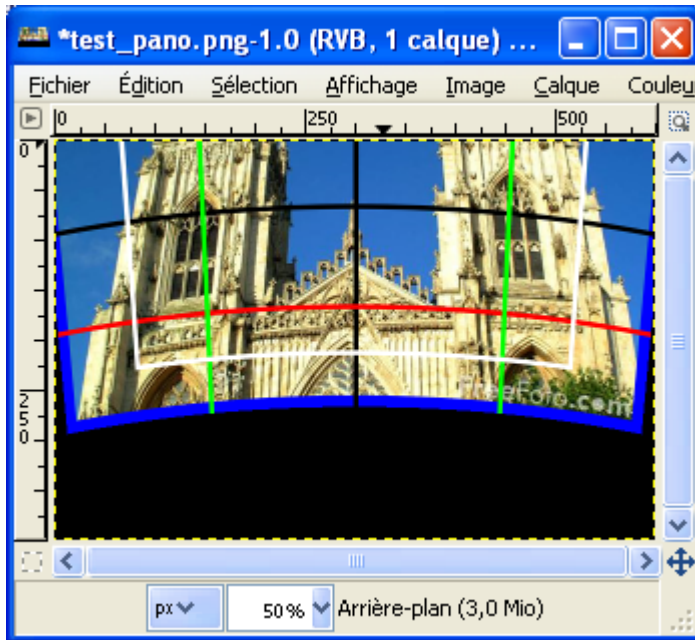 *test_pano.png-1.0 (RVB, 1 calque) ...
Fichier Édition Sélection Affichage Image Calque Couleu
0 250 500
0
250
FreeFoto.com
px 50% Arrière-plan (3,0 Mio)